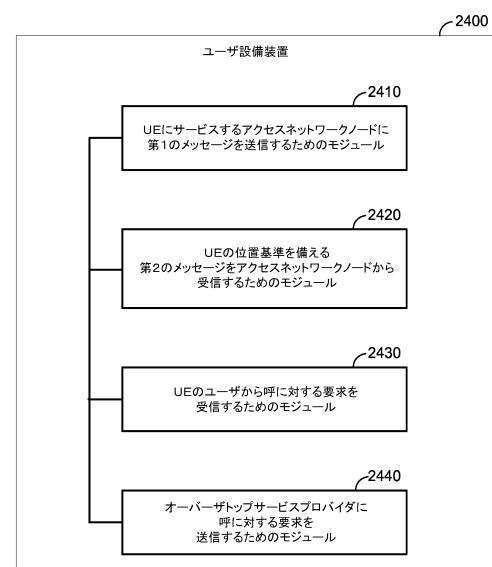 2400
ユーザ設備装置
2410
ＵＥにサービスするアクセスネットワークノードに
第１のメッセージを送信するためのモジュール
2420
ＵＥの位置基準を備える
第２のメッセージをアクセスネットワークノードから
受信するためのモジュール
2430
ＵＥのユーザから呼に対する要求を
受信するためのモジュール
2440
オーバーザトップサービスプロバイダに
呼に対する要求を
送信するためのモジュール